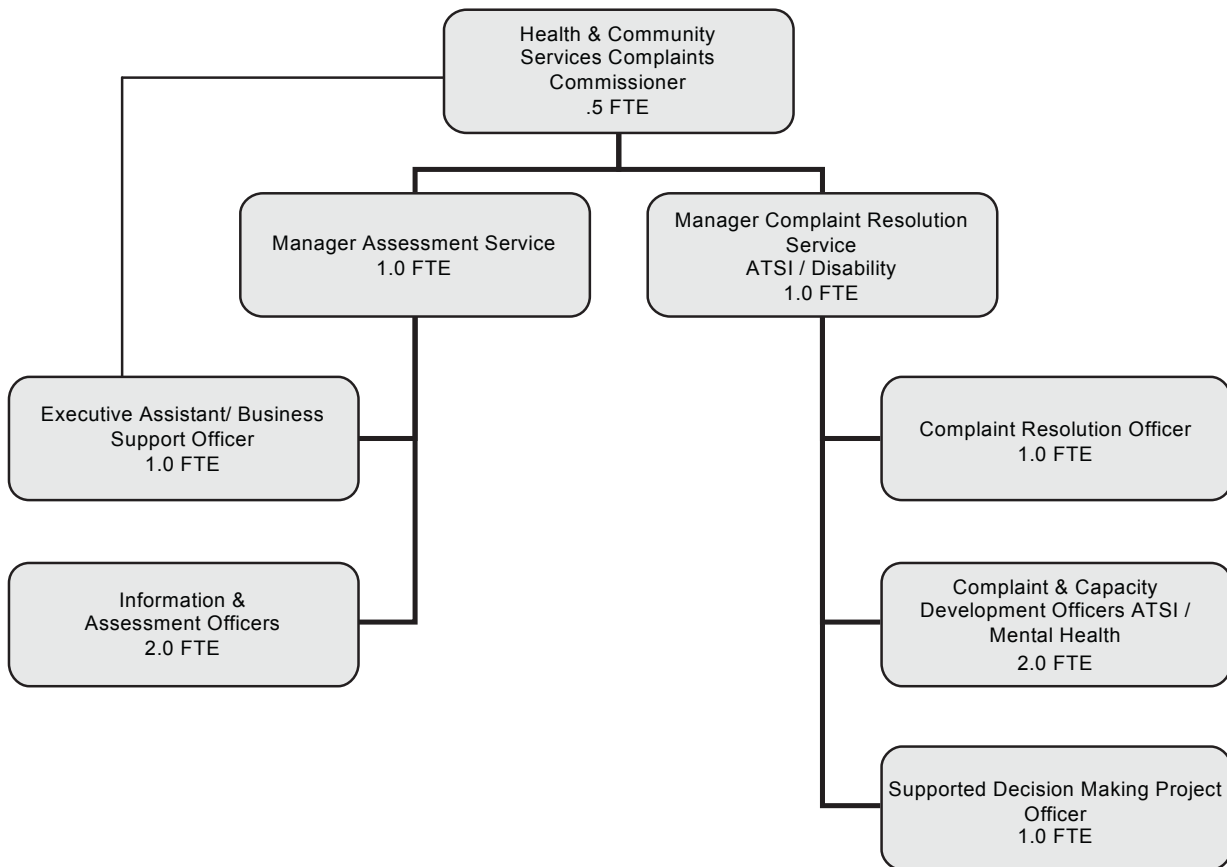 Health & Community
Services Complaints
Commissioner
.5 FTE
Manager Assessment Service
1.0 FTE
Manager Complaint Resolution
Service
ATSI / Disability
1.0 FTE
Executive Assistant/ Business
Support Officer
1.0 FTE
Complaint Resolution Officer
1.0 FTE
Information &
Assessment Officers
2.0 FTE
Complaint & Capacity
Development Officers ATSI /
Mental Health
2.0 FTE
Supported Decision Making Project
Officer
1.0 FTE